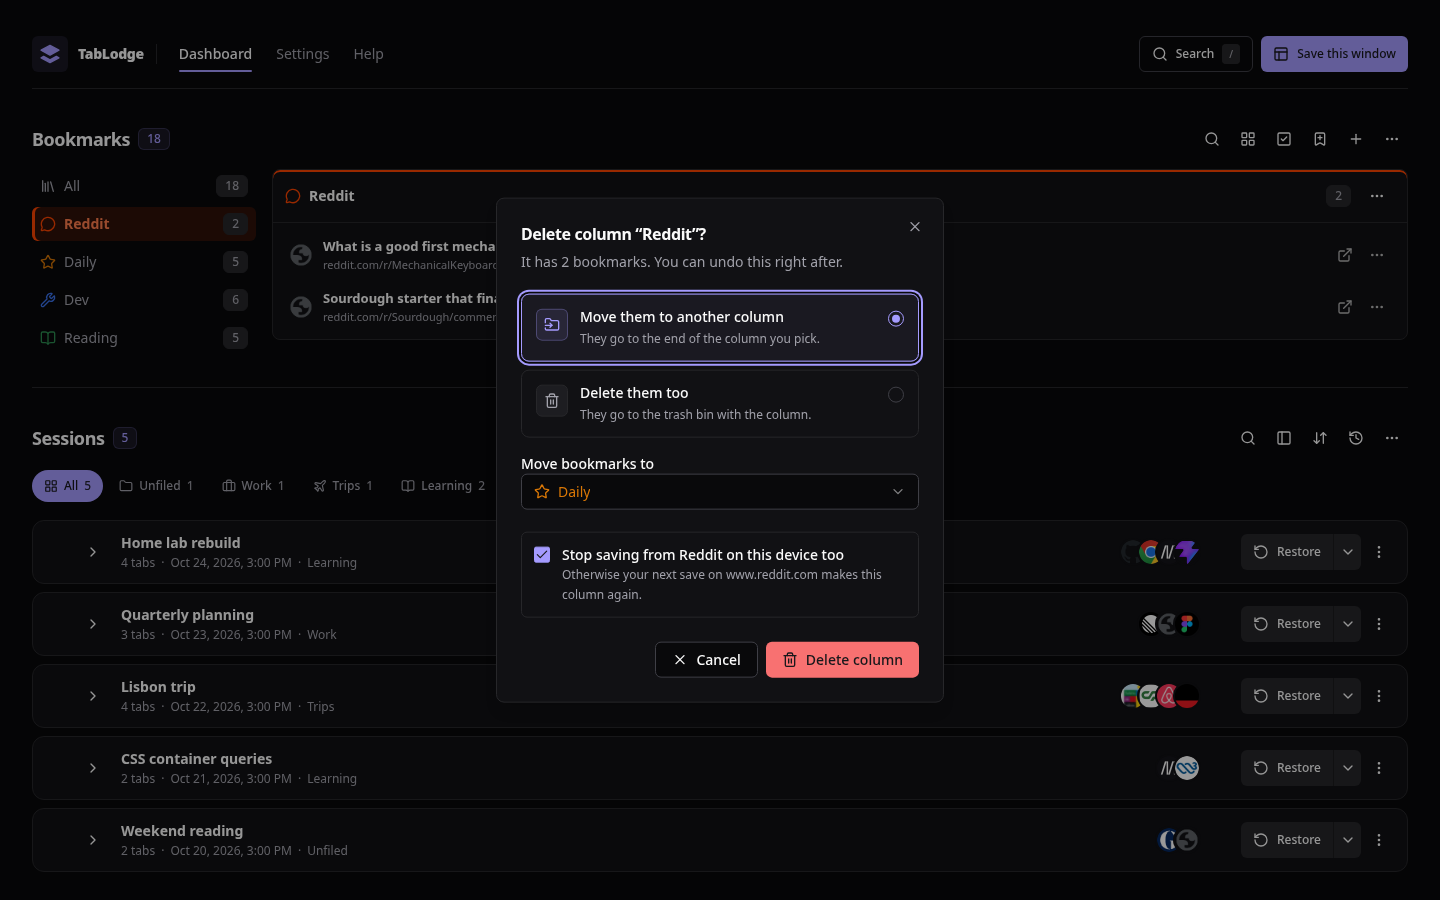 TabLodge
Dashboard
Settings
Help
Search /
Save this window
Bookmarks 18
All 18
Reddit 2
Daily 5
Dev 6
Reading 5
Reddit 2
What is a good first mecha
reddit.com/r/MechanicalKeyboard
Sourdough starter that fina
reddit.com/r/Sourdough/commen
Delete column “Reddit”?
It has 2 bookmarks. You can undo this right after.
Move them to another column
They go to the end of the column you pick.
Delete them too
They go to the trash bin with the column.
Move bookmarks to
Daily
Stop saving from Reddit on this device too
Otherwise your next save on www.reddit.com makes this
column again.
Cancel
Delete column
Sessions 5
All 5
Unfiled 1
Work 1
Trips 1
Learning 2
Home lab rebuild
4 tabs · Oct 24, 2026, 3:00 PM · Learning
Restore
Quarterly planning
3 tabs · Oct 23, 2026, 3:00 PM · Work
Restore
Lisbon trip
4 tabs · Oct 22, 2026, 3:00 PM · Trips
Restore
CSS container queries
2 tabs · Oct 21, 2026, 3:00 PM · Learning
Restore
Weekend reading
2 tabs · Oct 20, 2026, 3:00 PM · Unfiled
Restore